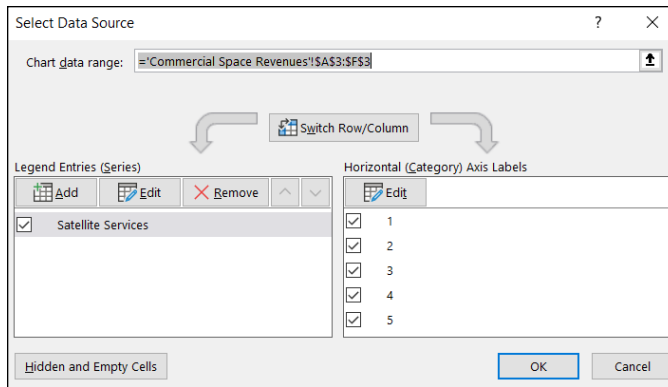 Select Data Source ? ×
Chart data range: ='Commercial Space Revenues'!$A$3:$F$3
Switch Row/Column
Legend Entries (Series)
Add Edit Remove
Satellite Services
Horizontal (Category) Axis Labels
Edit
1
2
3
4
5
Hidden and Empty Cells
OK Cancel